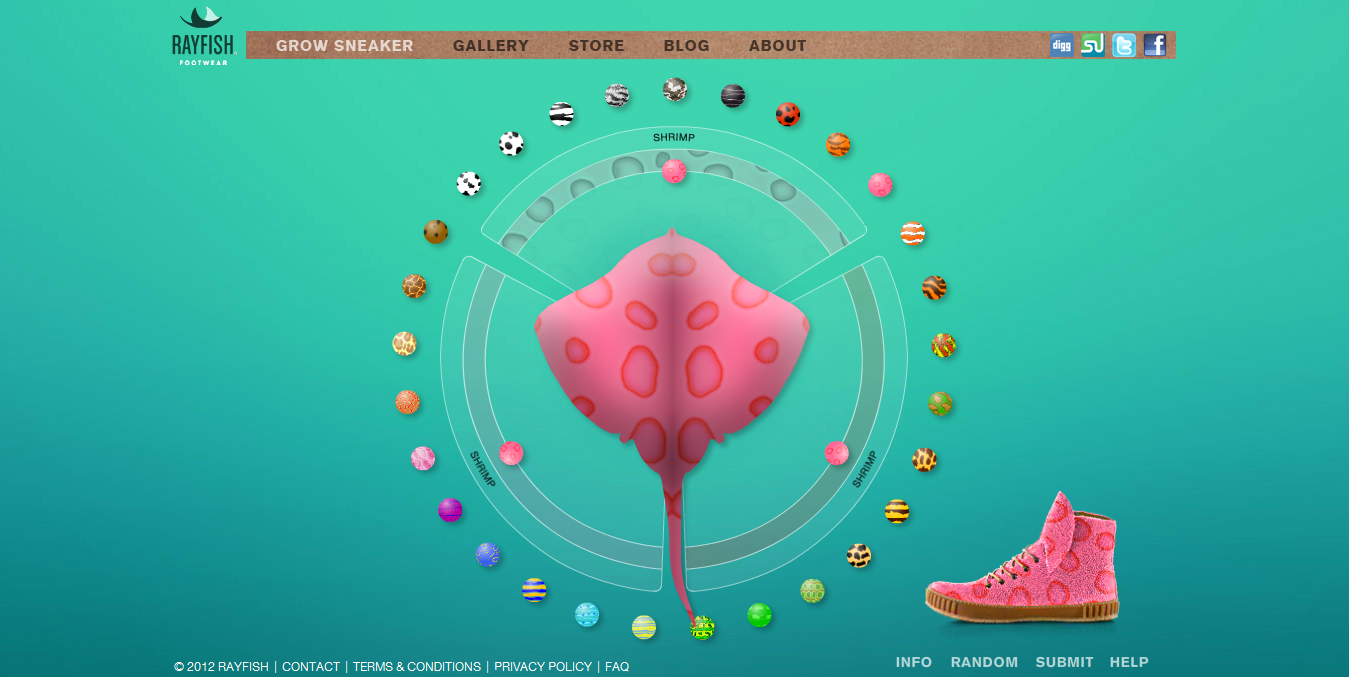 RAYFISH
FOOTWEAR
GROW SNEAKER GALLERY STORE BLOG ABOUT
digg
SU
t
f
SHRIMP
SHRIMP
SHRIMP
© 2012 RAYFISH | CONTACT | TERMS & CONDITIONS | PRIVACY POLICY | FAQ
INFO RANDOM SUBMIT HELP